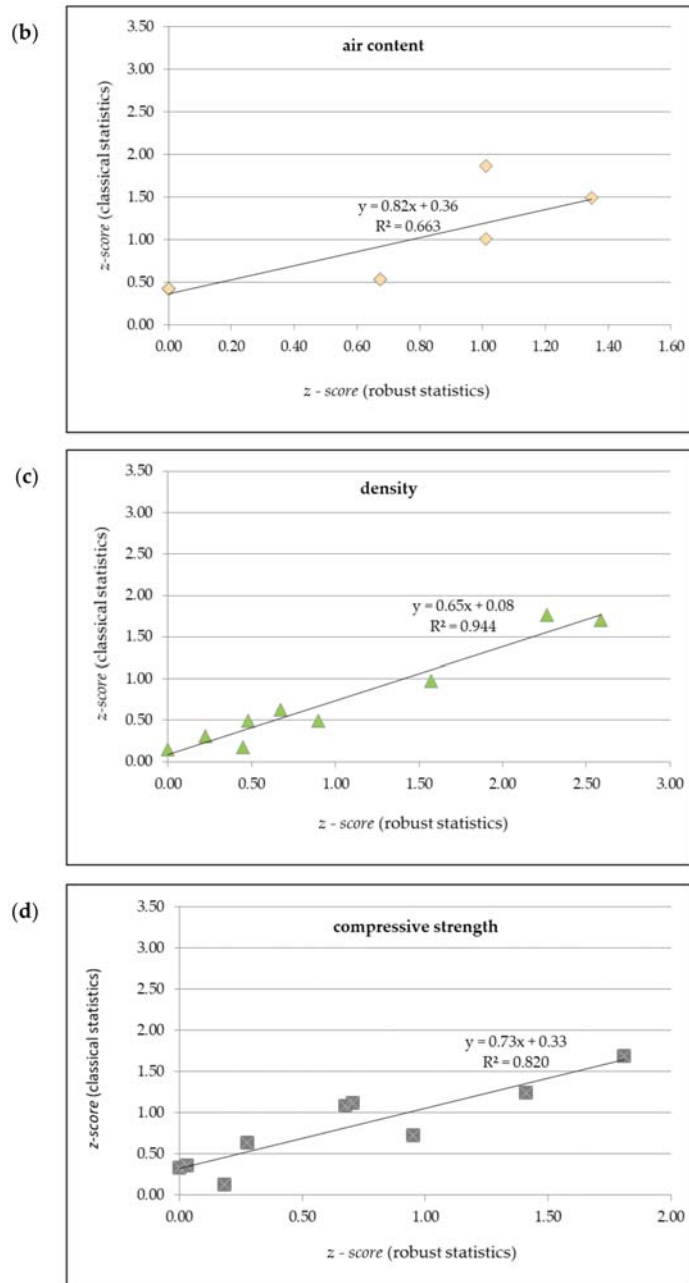 (b)
air content
z-score (classical statistics)
3.50
3.00
2.50
2.00
1.50
1.00
0.50
0.00
y = 0.82x + 0.36
R² = 0.663
0.00 0.20 0.40 0.60 0.80 1.00 1.20 1.40 1.60
z - score (robust statistics)
(c)
density
z-score (classical statistics)
3.50
3.00
2.50
2.00
1.50
1.00
0.50
0.00
y = 0.65x + 0.08
R² = 0.944
0.00 0.50 1.00 1.50 2.00 2.50 3.00
z - score (robust statistics)
(d)
compressive strength
z-score (classical statistics)
3.50
3.00
2.50
2.00
1.50
1.00
0.50
0.00
y = 0.73x + 0.33
R² = 0.820
0.00 0.50 1.00 1.50 2.00
z - score (robust statistics)